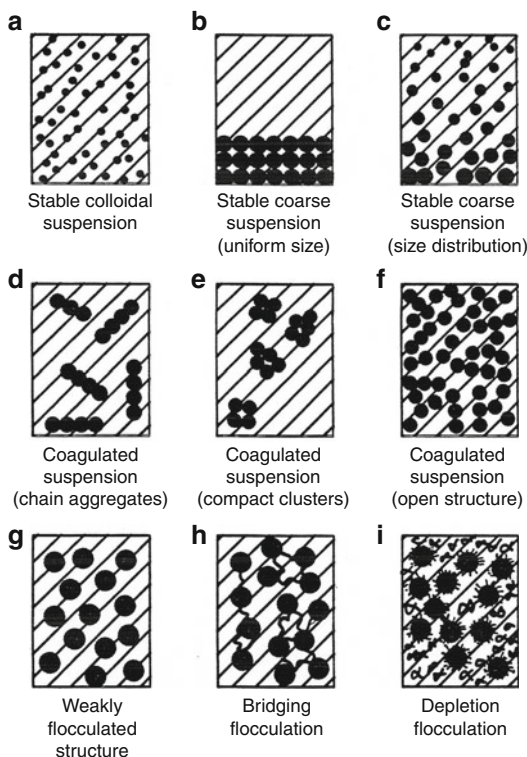 a
b
c
Stable colloidal
suspension
Stable coarse
suspension
(uniform size)
Stable coarse
suspension
(size distribution)
d
e
f
Coagulated
suspension
(chain aggregates)
Coagulated
suspension
(compact clusters)
Coagulated
suspension
(open structure)
g
h
i
Weakly
flocculated
structure
Bridging
flocculation
Depletion
flocculation